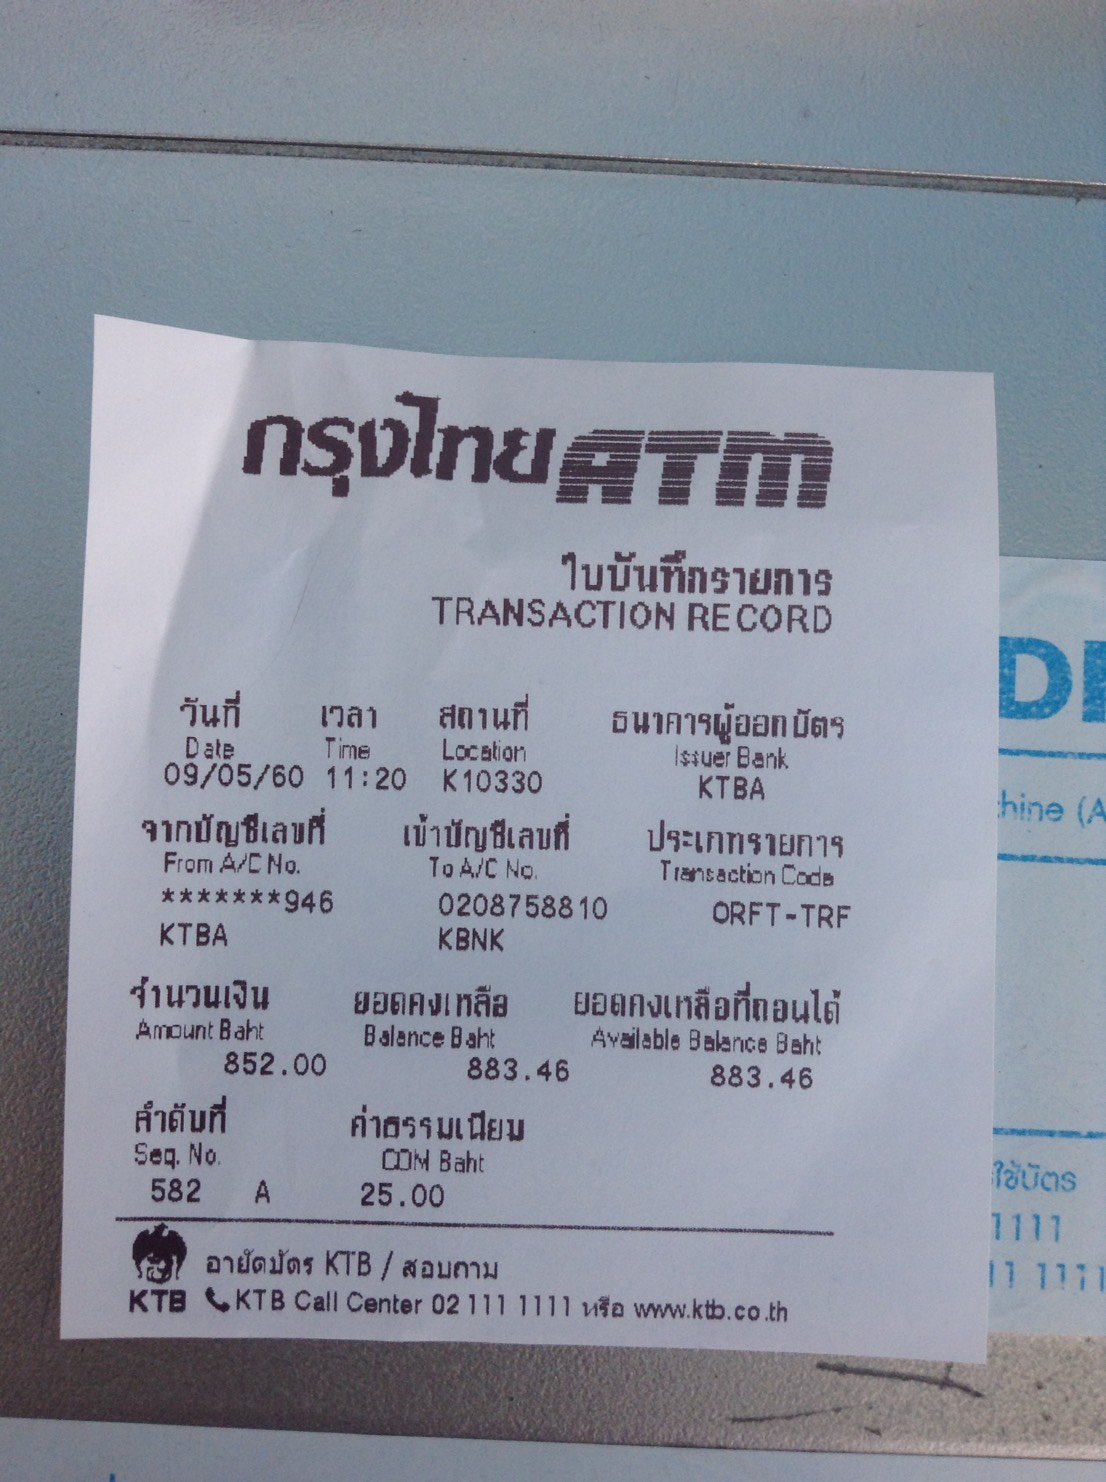 กรุงไทย ATM
ใบบันทึกรายการ
TRANSACTION RECORD
วันที่ เวลา สถานที่ ธนาคารผู้ออกบัตร
Date Time Location Issuer Bank
09/05/60 11:20 K10330 KTBA
จากบัญชีเลขที่ เข้าบัญชีเลขที่ ประเภทรายการ
From A/C No. To A/C No. Transaction Code
*******946 0208758810 ORFT-TRF
KTBA KBNK
จำนวนเงิน ยอดคงเหลือ ยอดคงเหลือที่ถอนได้
Amount Baht Balance Baht Available Balance Baht
852.00 883.46 883.46
ลำดับที่ ค่าธรรมเนียม
Seq. No. COM Baht
582 A 25.00
อายัดบัตร KTB / สอบถาม
KTB KTB Call Center 02 111 1111 หรือ www.ktb.co.th
ใช้บัตร
1111
11 1111